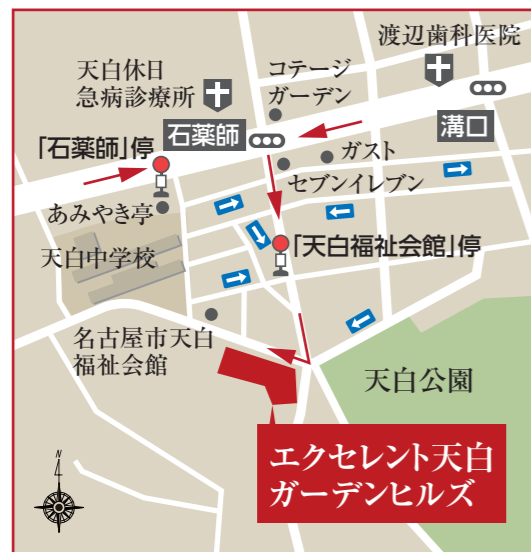 渡辺歯科医院
天白休日
急病診療所
コテージ
ガーデン
石薬師
溝口
「石薬師」停
ガスト
セブンイレブン
あみやき亭
天白中学校
「天白福祉会館」停
名古屋市天白
福祉会館
天白公園
エクセレント天白
ガーデンヒルズ
N